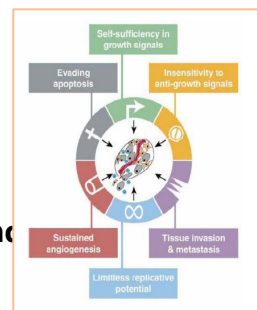 Self-sufficiency in
growth signals
Evading
apoptosis
Insensitivity to
anti-growth signals
Sustained
angiogenesis
Tissue invasion
& metastasis
Limitless replicative
potential